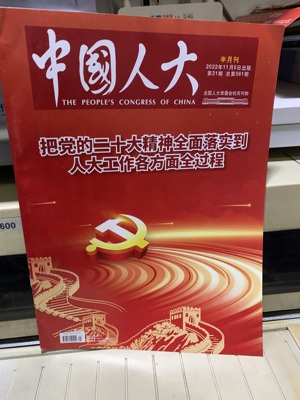 中國人大
THE PEOPLE'S CONGRESS OF CHINA
半月刊
2022年11月5日出版
第21期 总第561期
全国人大常委会机关刊物
把党的二十大精神全面落实到
人大工作各方面全过程
600